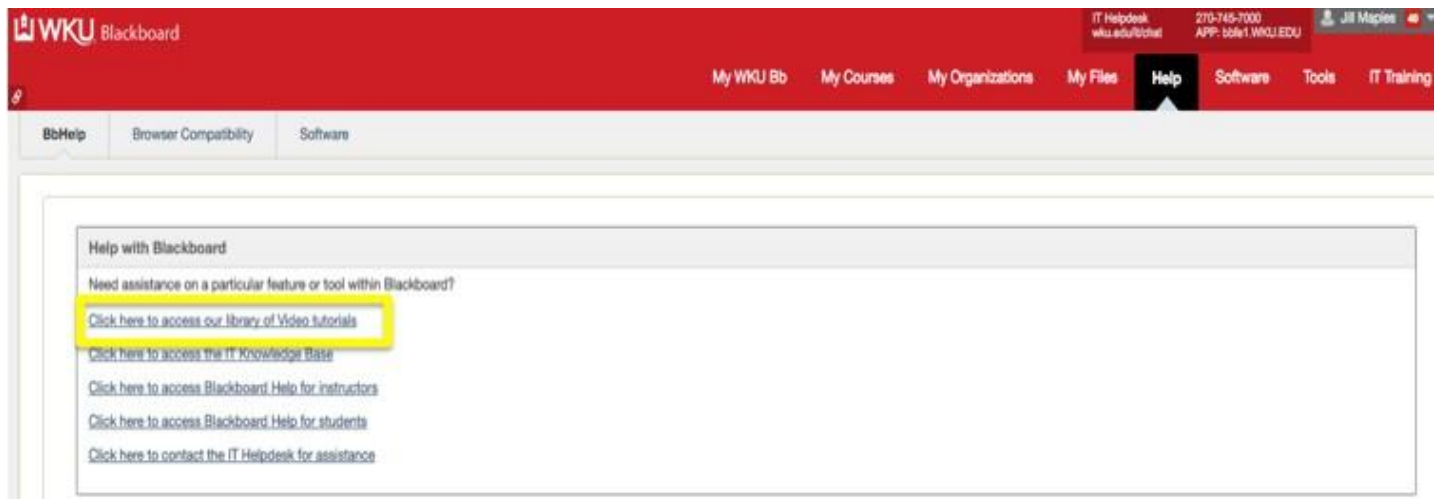 WKU Blackboard
IT Helpdesk 270-745-7000 Jill Maples
wku.edu/it/chat APP: bbfe1.WKU.EDU
My WKU Bb My Courses My Organizations My Files Help Software Tools IT Training
BbHelp Browser Compatibility Software
Help with Blackboard
Need assistance on a particular feature or tool within Blackboard?
Click here to access our library of Video tutorials
Click here to access the IT Knowledge Base
Click here to access Blackboard Help for instructors
Click here to access Blackboard Help for students
Click here to contact the IT Helpdesk for assistance